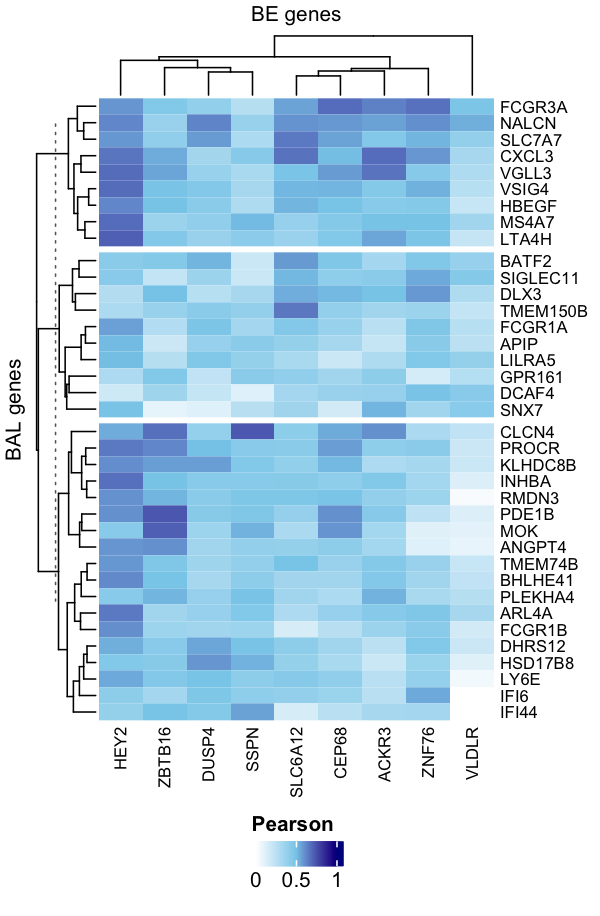 BE genes
BAL genes
FCGR3A
NALCN
SLC7A7
CXCL3
VGLL3
VSIG4
HBEGF
MS4A7
LTA4H
BATF2
SIGLEC11
DLX3
TMEM150B
FCGR1A
APIP
LILRA5
GPR161
DCAF4
SNX7
CLCN4
PROCR
KLHDC8B
INHBA
RMDN3
PDE1B
MOK
ANGPT4
TMEM74B
BHLHE41
PLEKHA4
ARL4A
FCGR1B
DHRS12
HSD17B8
LY6E
IFI6
IFI44
HEY2
ZBTB16
DUSP4
SSPN
SLC6A12
CEP68
ACKR3
ZNF76
VLDLR
Pearson
0 0.5 1